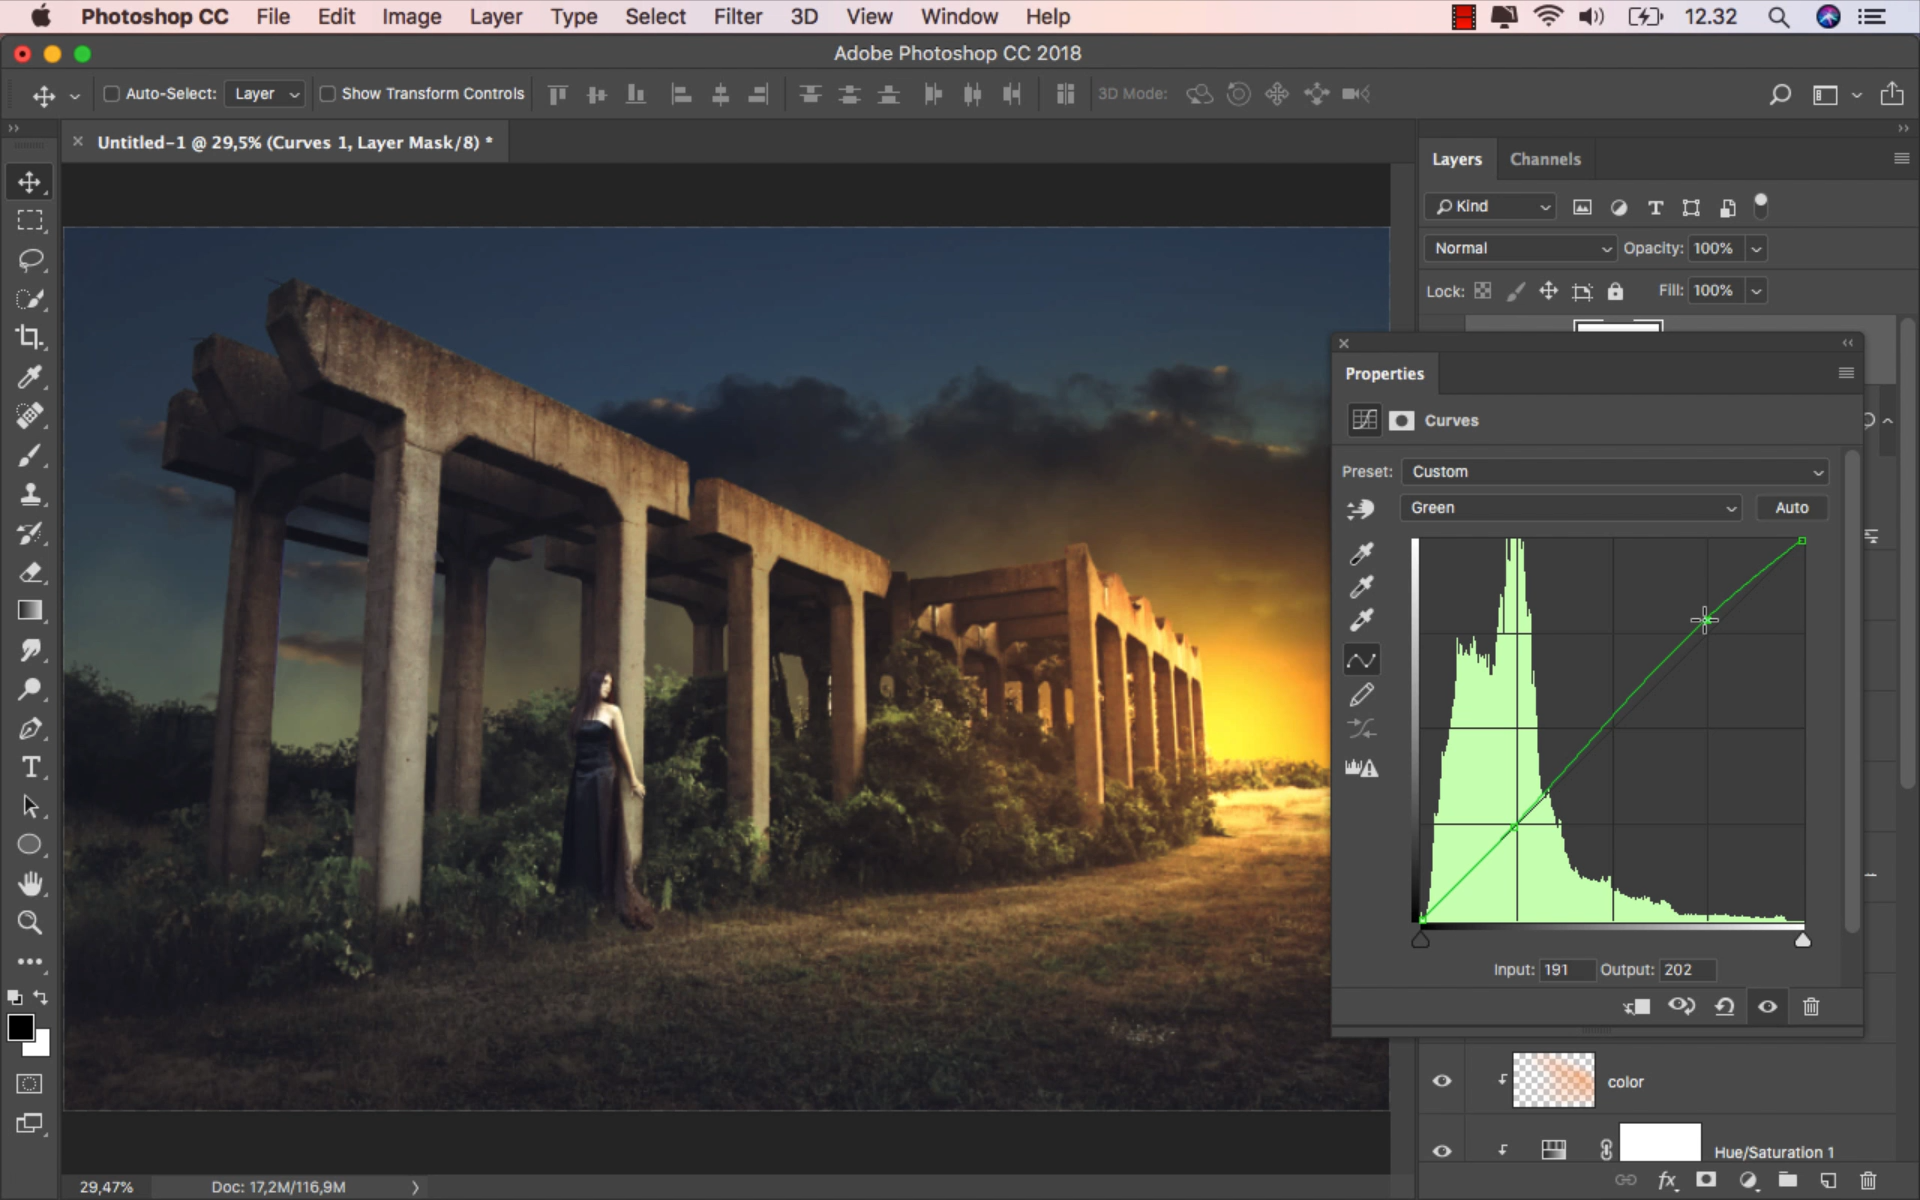 Photoshop CC File Edit Image Layer Type Select Filter 3D View Window Help 12.32
Adobe Photoshop CC 2018
Auto-Select: Layer Show Transform Controls 3D Mode:
Untitled-1 @ 29,5% (Curves 1, Layer Mask/8) *
Layers Channels
Kind
Normal Opacity: 100%
Lock: Fill: 100%
Properties
Curves
Preset: Custom
Green Auto
Input: 191 Output: 202
color
Hue/Saturation 1
29,47% Doc: 17,2M/116,9M